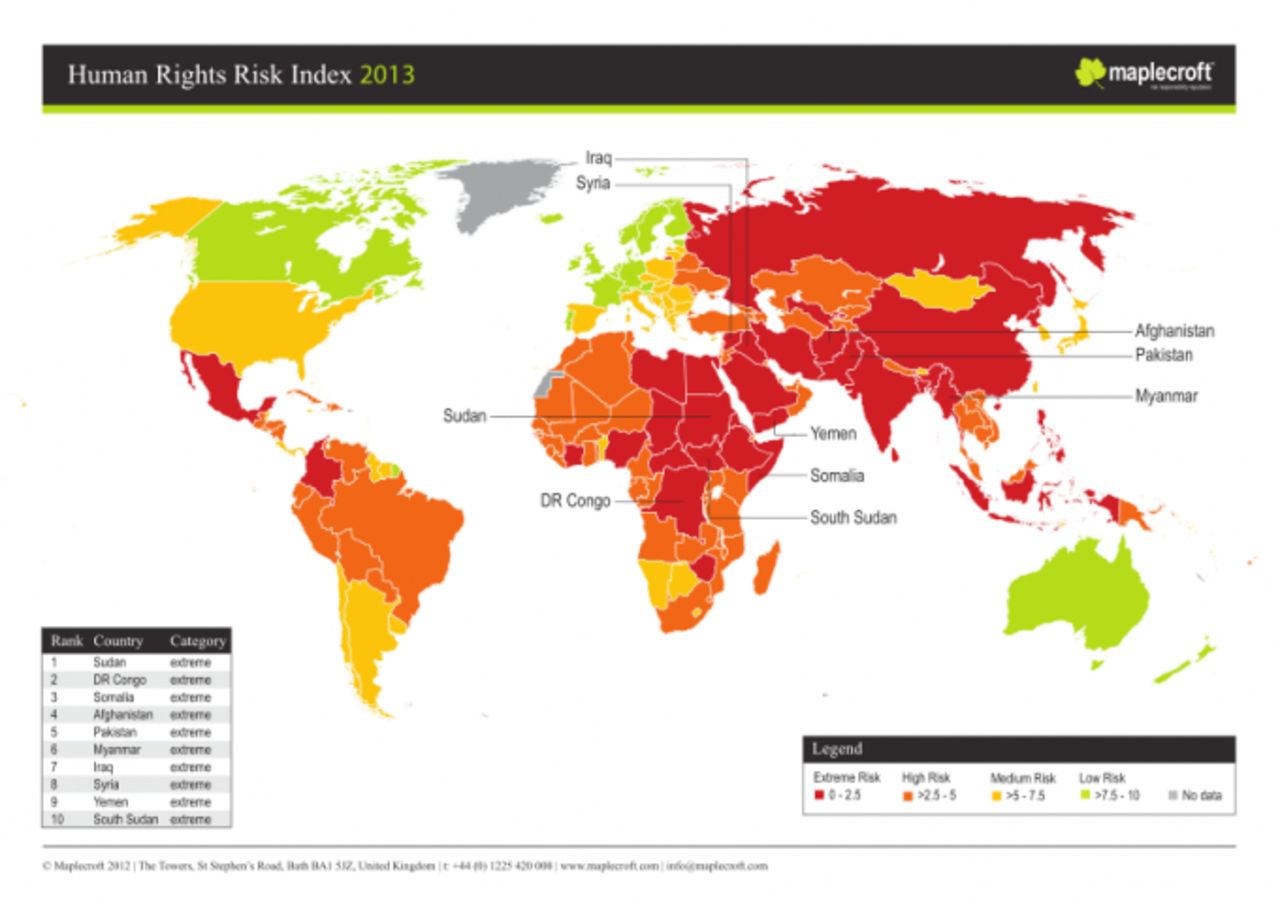 Human Rights Risk Index 2013
maplecroft
Iraq
Syria
Afghanistan
Pakistan
Myanmar
Sudan
Yemen
Somalia
DR Congo
South Sudan
Rank Country Category
1 Sudan extreme
2 DR Congo extreme
3 Somalia extreme
4 Afghanistan extreme
5 Pakistan extreme
6 Myanmar extreme
7 Iraq extreme
8 Syria extreme
9 Yemen extreme
10 South Sudan extreme
Legend
Extreme Risk High Risk Medium Risk Low Risk
0 - 2.5 >2.5 - 5 >5 - 7.5 >7.5 - 10 No data
© Maplecroft 2012 | The Towers, St Stephen's Road, Bath BA1 5JZ, United Kingdom | t: +44 (0) 1225 420 000 | www.maplecroft.com | info@maplecroft.com